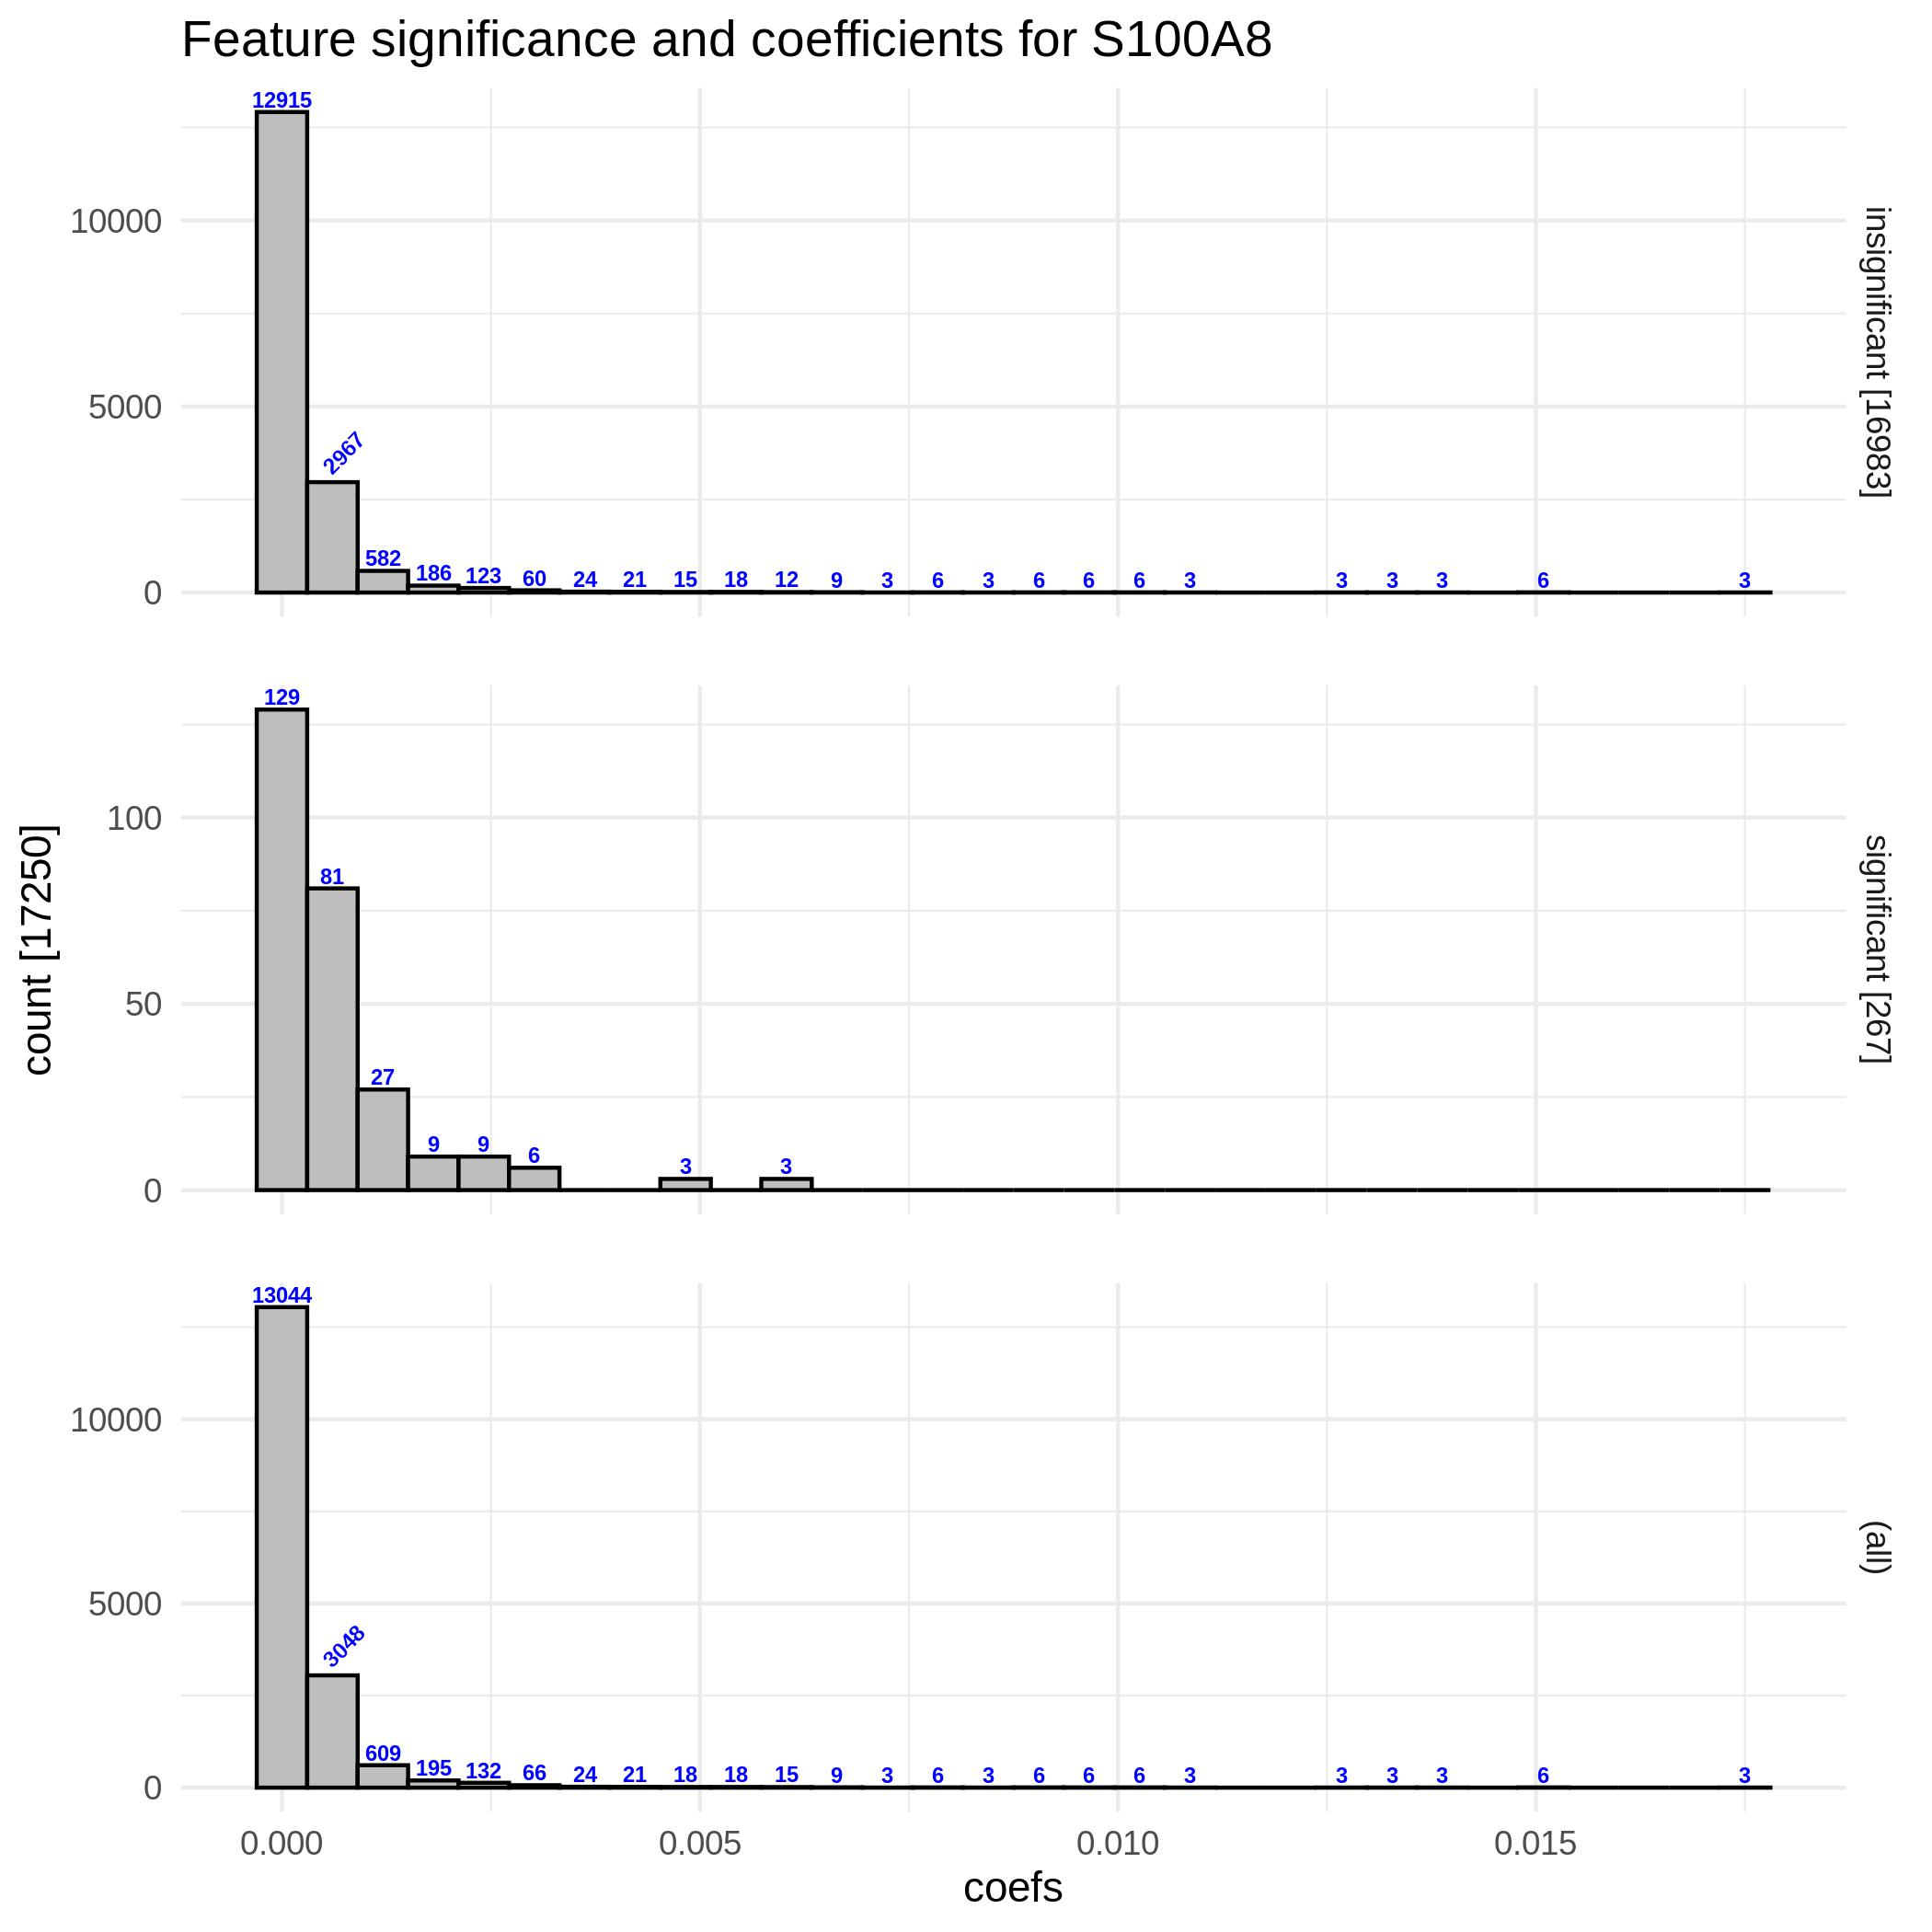 Feature significance and coefficients for S100A8
12915
10000
5000
2967
582 186 123 60 24 21 15 18 12 9 3 6 3 6 6 6 3 3 3 3 6 3
0
insignificant [16983]
129
100
81
50
27
9 9 6 3 3
0
significant [267]
count [17250]
13044
10000
5000
3048
609 195 132 66 24 21 18 18 15 9 3 6 3 6 6 6 3 3 3 3 6 3
0
(all)
0.000 0.005 0.010 0.015
coefs